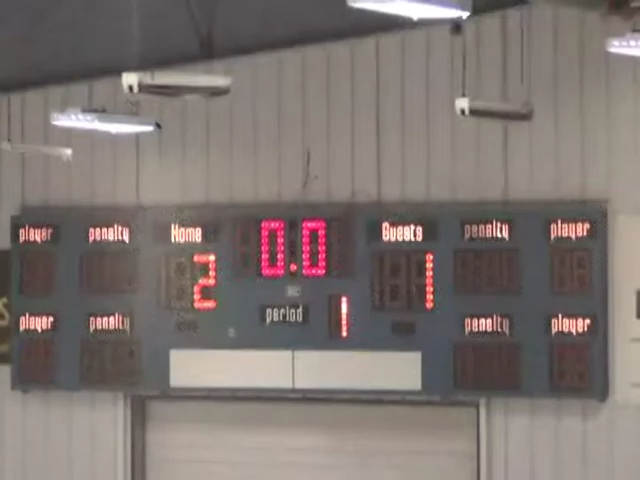 player penalty Home 0.0 Guests penalty player
2 1
period 1
player penalty penalty player